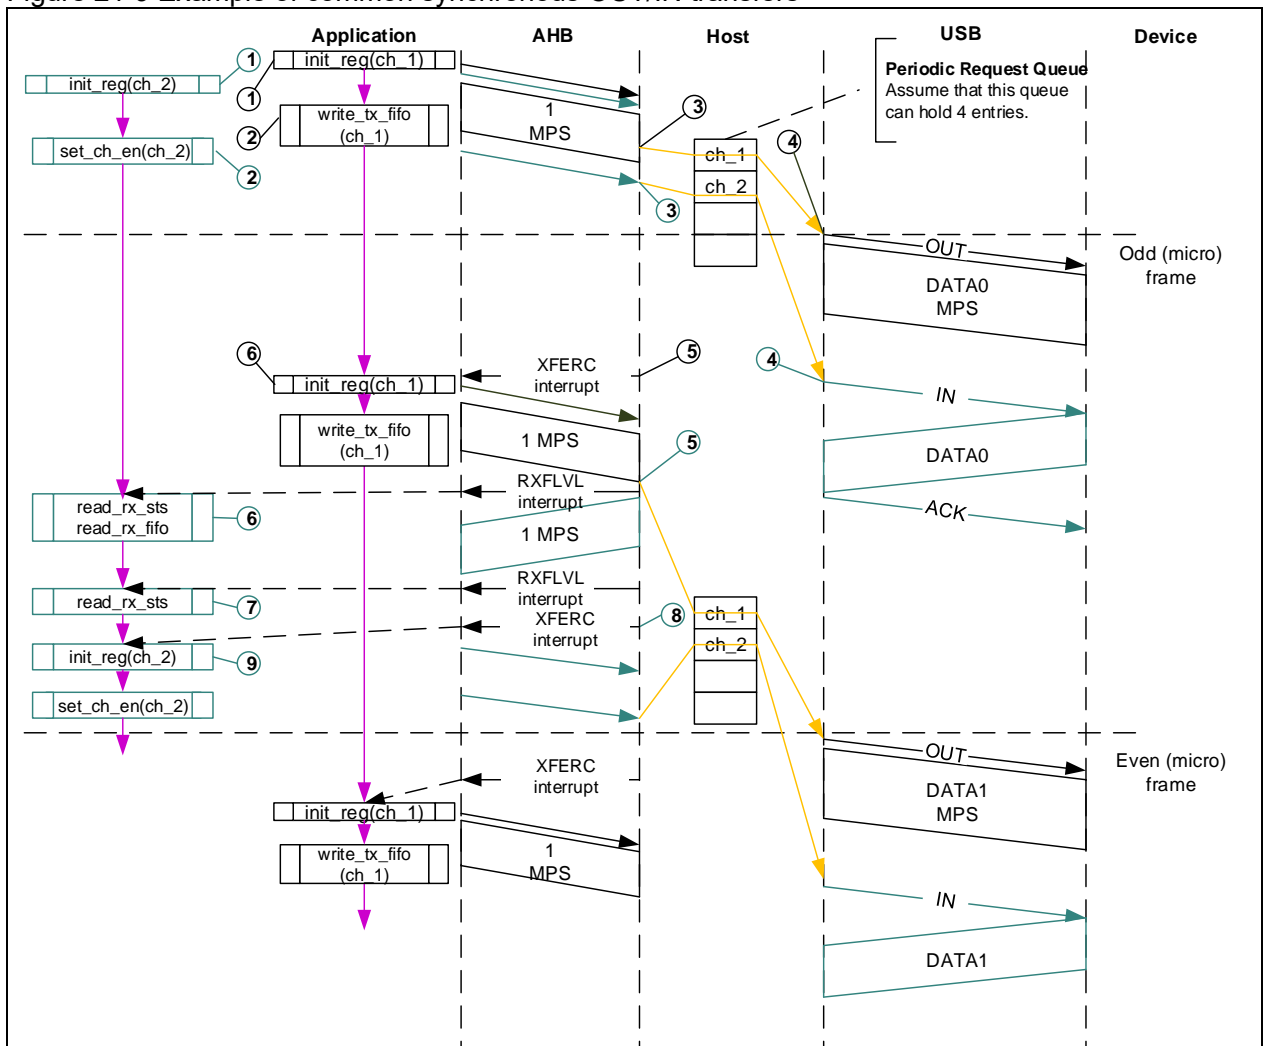 Figure Example of common synchronous OUT/IN transfers
Application
AHB
Host
USB
Device
Periodic Request Queue
Assume that this queue
can hold 4 entries.
1
init_reg(ch_2)
init_reg(ch_1)
1
2
write_tx_fifo
(ch_1)
1
MPS
3
4
set_ch_en(ch_2)
2
ch_1
ch_2
3
OUT
DATA0
MPS
Odd (micro)
frame
6
init_reg(ch_1)
XFERC
interrupt
5
4
IN
write_tx_fifo
(ch_1)
1 MPS
5
DATA0
RXFLVL
interrupt
read_rx_sts
read_rx_fifo
6
1 MPS
ACK
RXFLVL
interrupt
read_rx_sts
7
XFERC
interrupt
8
ch_1
ch_2
init_reg(ch_2)
9
set_ch_en(ch_2)
OUT
DATA1
MPS
Even (micro)
frame
XFERC
interrupt
init_reg(ch_1)
write_tx_fifo
(ch_1)
1
MPS
IN
DATA1